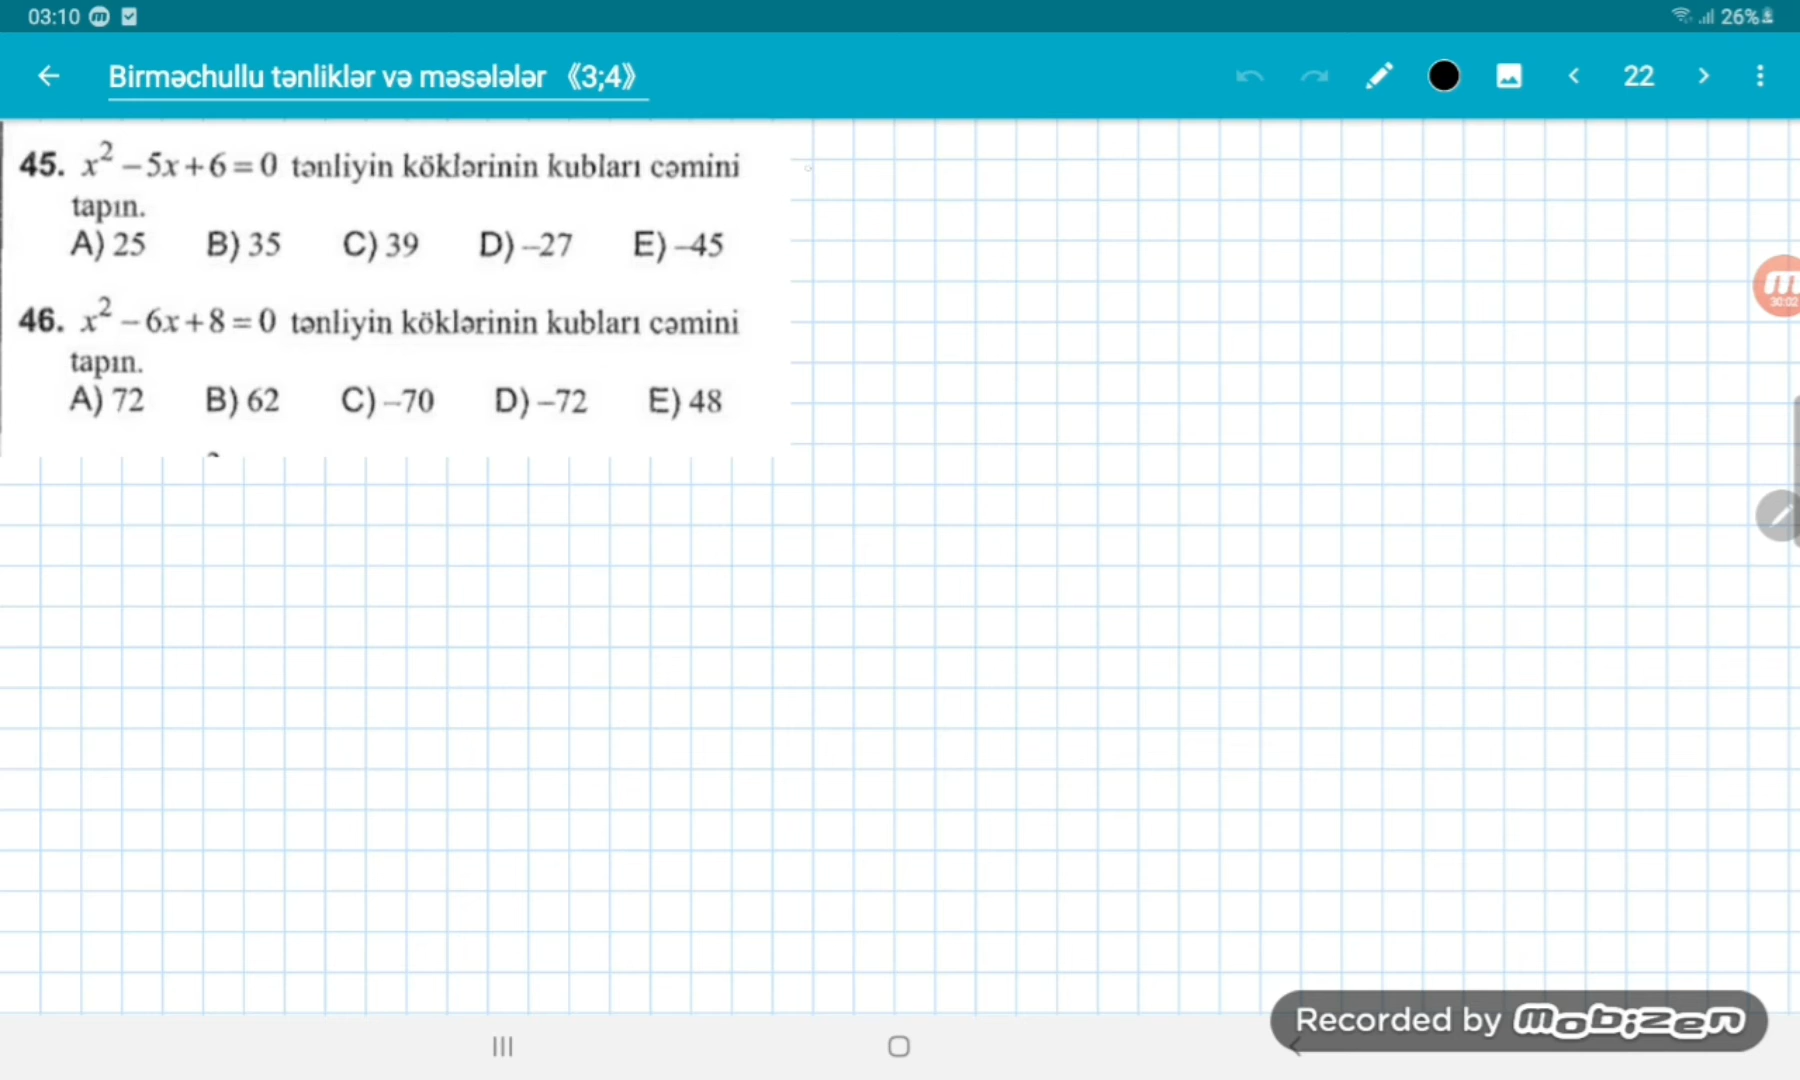 03:10
26%
Birməchullu tənliklər və məsələlər 《3;4》
22
45. x² – 5x + 6 = 0 tənliyin köklərinin kubları cəmini
tapın.
A) 25 B) 35 C) 39 D) –27 E) –45
46. x² – 6x + 8 = 0 tənliyin köklərinin kubları cəmini
tapın.
A) 72 B) 62 C) –70 D) –72 E) 48
30:02
Recorded by mobizen